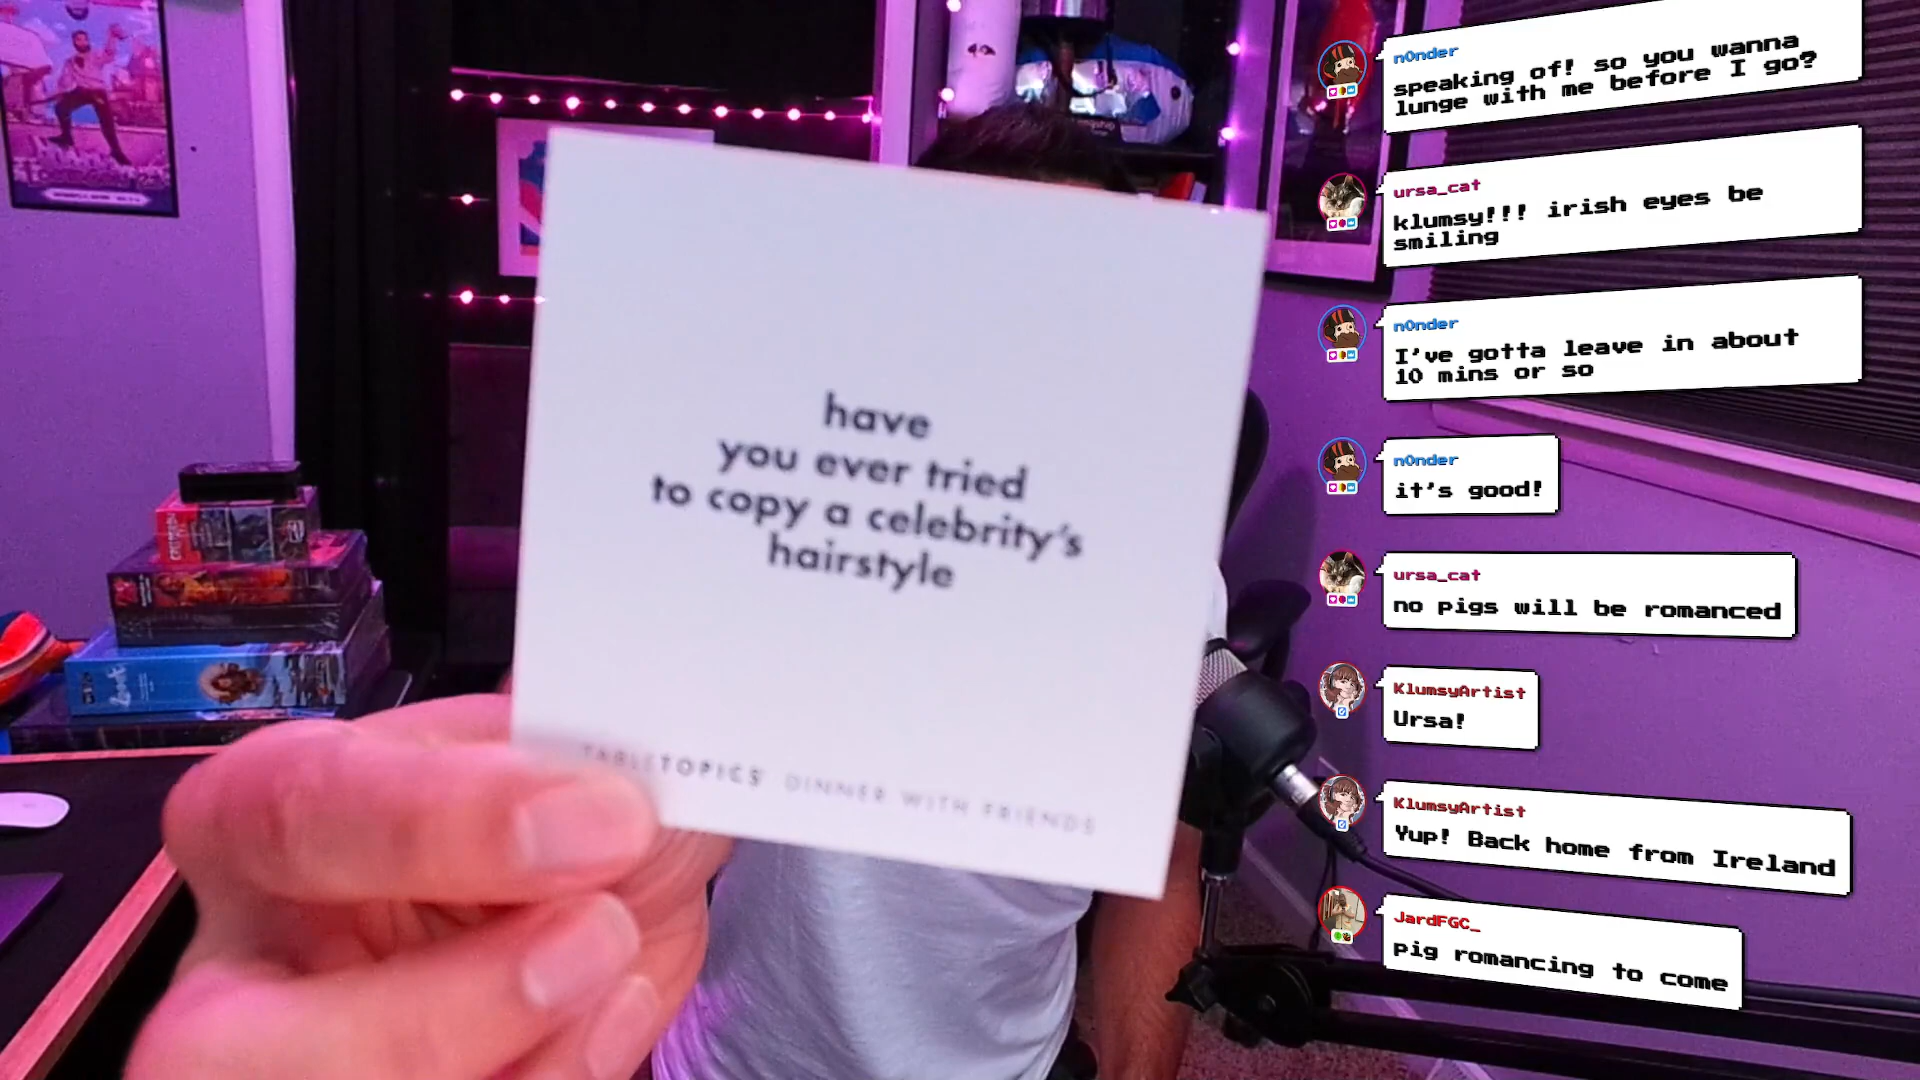 have
you ever tried
to copy a celebrity's
hairstyle
TABLETOPICS DINNER WITH FRIENDS
n0nder
speaking of! so you wanna
lunge with me before I go?
ursa_cat
klumsy!!! irish eyes be
smiling
n0nder
I've gotta leave in about
10 mins or so
n0nder
it's good!
ursa_cat
no pigs will be romanced
KlumsyArtist
Ursa!
KlumsyArtist
Yup! Back home from Ireland
JardFGC_
pig romancing to come